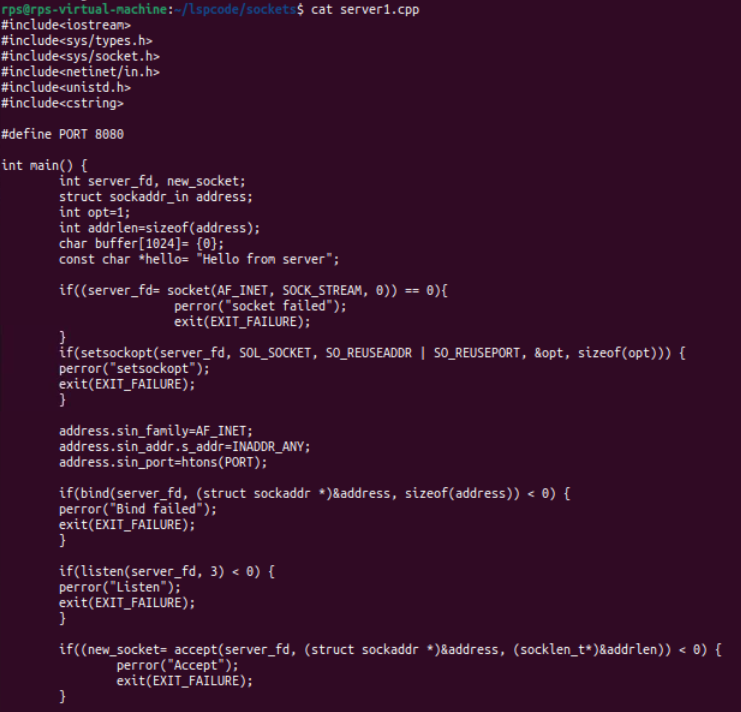 rps@rps-virtual-machine:~/lspcode/sockets$ cat server1.cpp
#include<iostream>
#include<sys/types.h>
#include<sys/socket.h>
#include<netinet/in.h>
#include<unistd.h>
#include<cstring>

#define PORT 8080

int main() {
        int server_fd, new_socket;
        struct sockaddr_in address;
        int opt=1;
        int addrlen=sizeof(address);
        char buffer[1024]= {0};
        const char *hello= "Hello from server";

        if((server_fd= socket(AF_INET, SOCK_STREAM, 0)) == 0){
                        perror("socket failed");
                        exit(EXIT_FAILURE);
        }
        if(setsockopt(server_fd, SOL_SOCKET, SO_REUSEADDR | SO_REUSEPORT, &opt, sizeof(opt))) {
        perror("setsockopt");
        exit(EXIT_FAILURE);
        }

        address.sin_family=AF_INET;
        address.sin_addr.s_addr=INADDR_ANY;
        address.sin_port=htons(PORT);

        if(bind(server_fd, (struct sockaddr *)&address, sizeof(address)) < 0) {
        perror("Bind failed");
        exit(EXIT_FAILURE);
        }

        if(listen(server_fd, 3) < 0) {
        perror("Listen");
        exit(EXIT_FAILURE);
        }

        if((new_socket= accept(server_fd, (struct sockaddr *)&address, (socklen_t*)&addrlen)) < 0) {
                perror("Accept");
                exit(EXIT_FAILURE);
        }